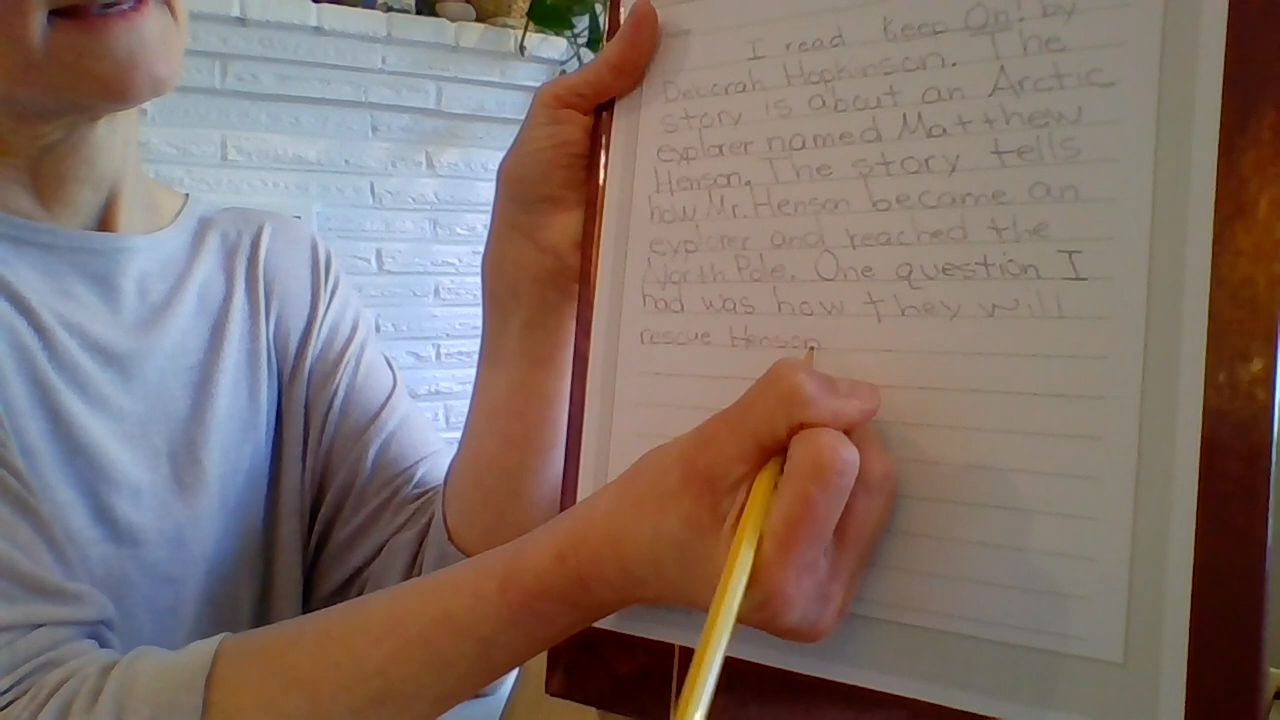 I read Keep On! by
Deborah Hopkinson. The
story is about an Arctic
explorer named Matthew
Henson. The story tells
how Mr. Henson became an
explorer and reached the
North Pole. One question I
had was how they will
rescue Henson